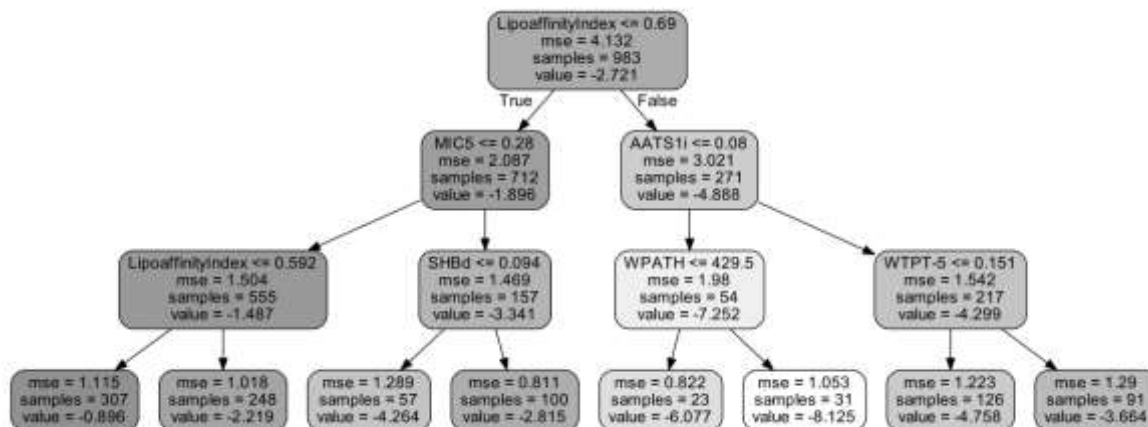 LipoaffinityIndex <= 0.69
mse = 4.132
samples = 983
value = -2.721
True
False
MIC5 <= 0.28
mse = 2.087
samples = 712
value = -1.896
AATS1i <= 0.08
mse = 3.021
samples = 271
value = -4.888
LipoaffinityIndex <= 0.592
mse = 1.504
samples = 555
value = -1.487
SHBd <= 0.094
mse = 1.469
samples = 157
value = -3.341
WPATH <= 429.5
mse = 1.98
samples = 54
value = -7.252
WTPT-5 <= 0.151
mse = 1.542
samples = 217
value = -4.299
mse = 1.115
samples = 307
value = -0.896
mse = 1.018
samples = 248
value = -2.219
mse = 1.289
samples = 57
value = -4.264
mse = 0.811
samples = 100
value = -2.815
mse = 0.822
samples = 23
value = -6.077
mse = 1.053
samples = 31
value = -8.125
mse = 1.223
samples = 126
value = -4.758
mse = 1.29
samples = 91
value = -3.664